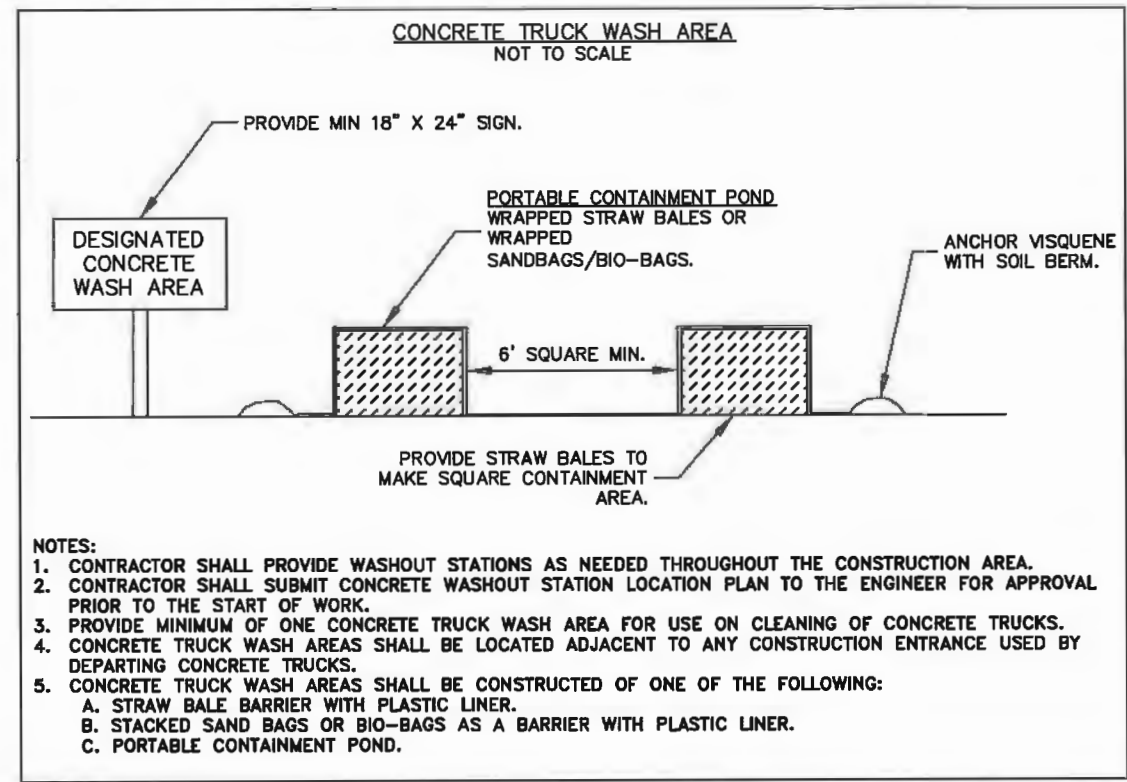 CONCRETE TRUCK WASH AREA
NOT TO SCALE
PROVIDE MIN 18" X 24" SIGN.
DESIGNATED
CONCRETE
WASH AREA
PORTABLE CONTAINMENT POND
WRAPPED STRAW BALES OR
WRAPPED
SANDBAGS/BIO-BAGS.
ANCHOR VISQUENE
WITH SOIL BERM.
6' SQUARE MIN.
PROVIDE STRAW BALES TO
MAKE SQUARE CONTAINMENT
AREA.
NOTES:
1. CONTRACTOR SHALL PROVIDE WASHOUT STATIONS AS NEEDED THROUGHOUT THE CONSTRUCTION AREA.
2. CONTRACTOR SHALL SUBMIT CONCRETE WASHOUT STATION LOCATION PLAN TO THE ENGINEER FOR APPROVAL
PRIOR TO THE START OF WORK.
3. PROVIDE MINIMUM OF ONE CONCRETE TRUCK WASH AREA FOR USE ON CLEANING OF CONCRETE TRUCKS.
4. CONCRETE TRUCK WASH AREAS SHALL BE LOCATED ADJACENT TO ANY CONSTRUCTION ENTRANCE USED BY
DEPARTING CONCRETE TRUCKS.
5. CONCRETE TRUCK WASH AREAS SHALL BE CONSTRUCTED OF ONE OF THE FOLLOWING:
A. STRAW BALE BARRIER WITH PLASTIC LINER.
B. STACKED SAND BAGS OR BIO-BAGS AS A BARRIER WITH PLASTIC LINER.
C. PORTABLE CONTAINMENT POND.